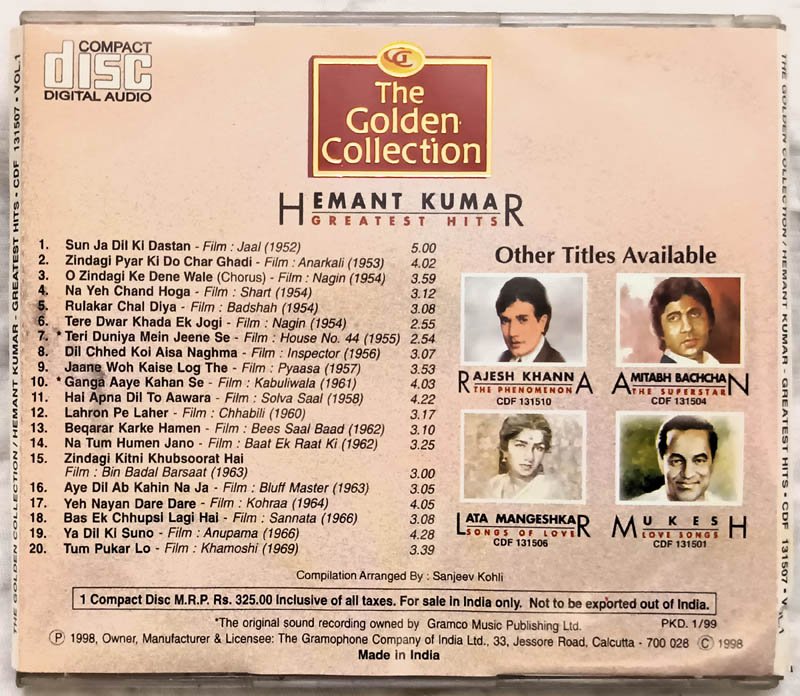 COMPACT
disc
DIGITAL AUDIO
The
Golden
Collection
HEMANT KUMAR
GREATEST HITS
1. Sun Ja Dil Ki Dastan - Film : Jaal (1952) 5.00
2. Zindagi Pyar Ki Do Char Ghadi - Film : Anarkali (1953) 4.02
3. O Zindagi Ke Dene Wale (Chorus) - Film : Nagin (1954) 3.59
4. Na Yeh Chand Hoga - Film : Shart (1954) 3.12
5. Rulakar Chal Diya - Film : Badshah (1954) 3.08
6. Tere Dwar Khada Ek Jogi - Film : Nagin (1954) 2.55
7. * Teri Duniya Mein Jeene Se - Film : House No. 44 (1955) 2.54
8. Dil Chhed Koi Aisa Naghma - Film : Inspector (1956) 3.07
9. Jaane Woh Kaise Log The - Film : Pyaasa (1957) 3.53
10. * Ganga Aaye Kahan Se - Film : Kabuliwala (1961) 4.03
11. Hai Apna Dil To Aawara - Film : Solva Saal (1958) 4.22
12. Lahron Pe Laher - Film : Chhabili (1960) 3.17
13. Beqarar Karke Hamen - Film : Bees Saal Baad (1962) 3.10
14. Na Tum Humen Jano - Film : Baat Ek Raat Ki (1962) 3.25
15. Zindagi Kitni Khubsoorat Hai
Film : Bin Badal Barsaat (1963) 3.00
16. Aye Dil Ab Kahin Na Ja - Film : Bluff Master (1963) 3.05
17. Yeh Nayan Dare Dare - Film : Kohraa (1964) 4.05
18. Bas Ek Chhupsi Lagi Hai - Film : Sannata (1966) 3.08
19. Ya Dil Ki Suno - Film : Anupama (1966) 4.28
20. Tum Pukar Lo - Film : Khamoshi (1969) 3.39
Other Titles Available
RAJESH KHANNA
THE PHENOMENON
CDF 131510
AMITABH BACHCHAN
THE SUPERSTAR
CDF 131504
LATA MANGESHKAR
SONGS OF LOVE
CDF 131506
MUKESH
LOVE SONGS
CDF 131501
Compilation Arranged By : Sanjeev Kohli
1 Compact Disc M.R.P. Rs. 325.00 Inclusive of all taxes. For sale in India only. Not to be exported out of India.
*The original sound recording owned by Gramco Music Publishing Ltd. PKD. 1/99
Ⓟ 1998, Owner, Manufacturer & Licensee: The Gramophone Company of India Ltd., 33, Jessore Road, Calcutta - 700 028 © 1998
Made in India
THE GOLDEN COLLECTION / HEMANT KUMAR - GREATEST HITS • CDF 131507 • VOL.1
THE GOLDEN COLLECTION / HEMANT KUMAR - GREATEST HITS • CDF 131507 • VOL.1